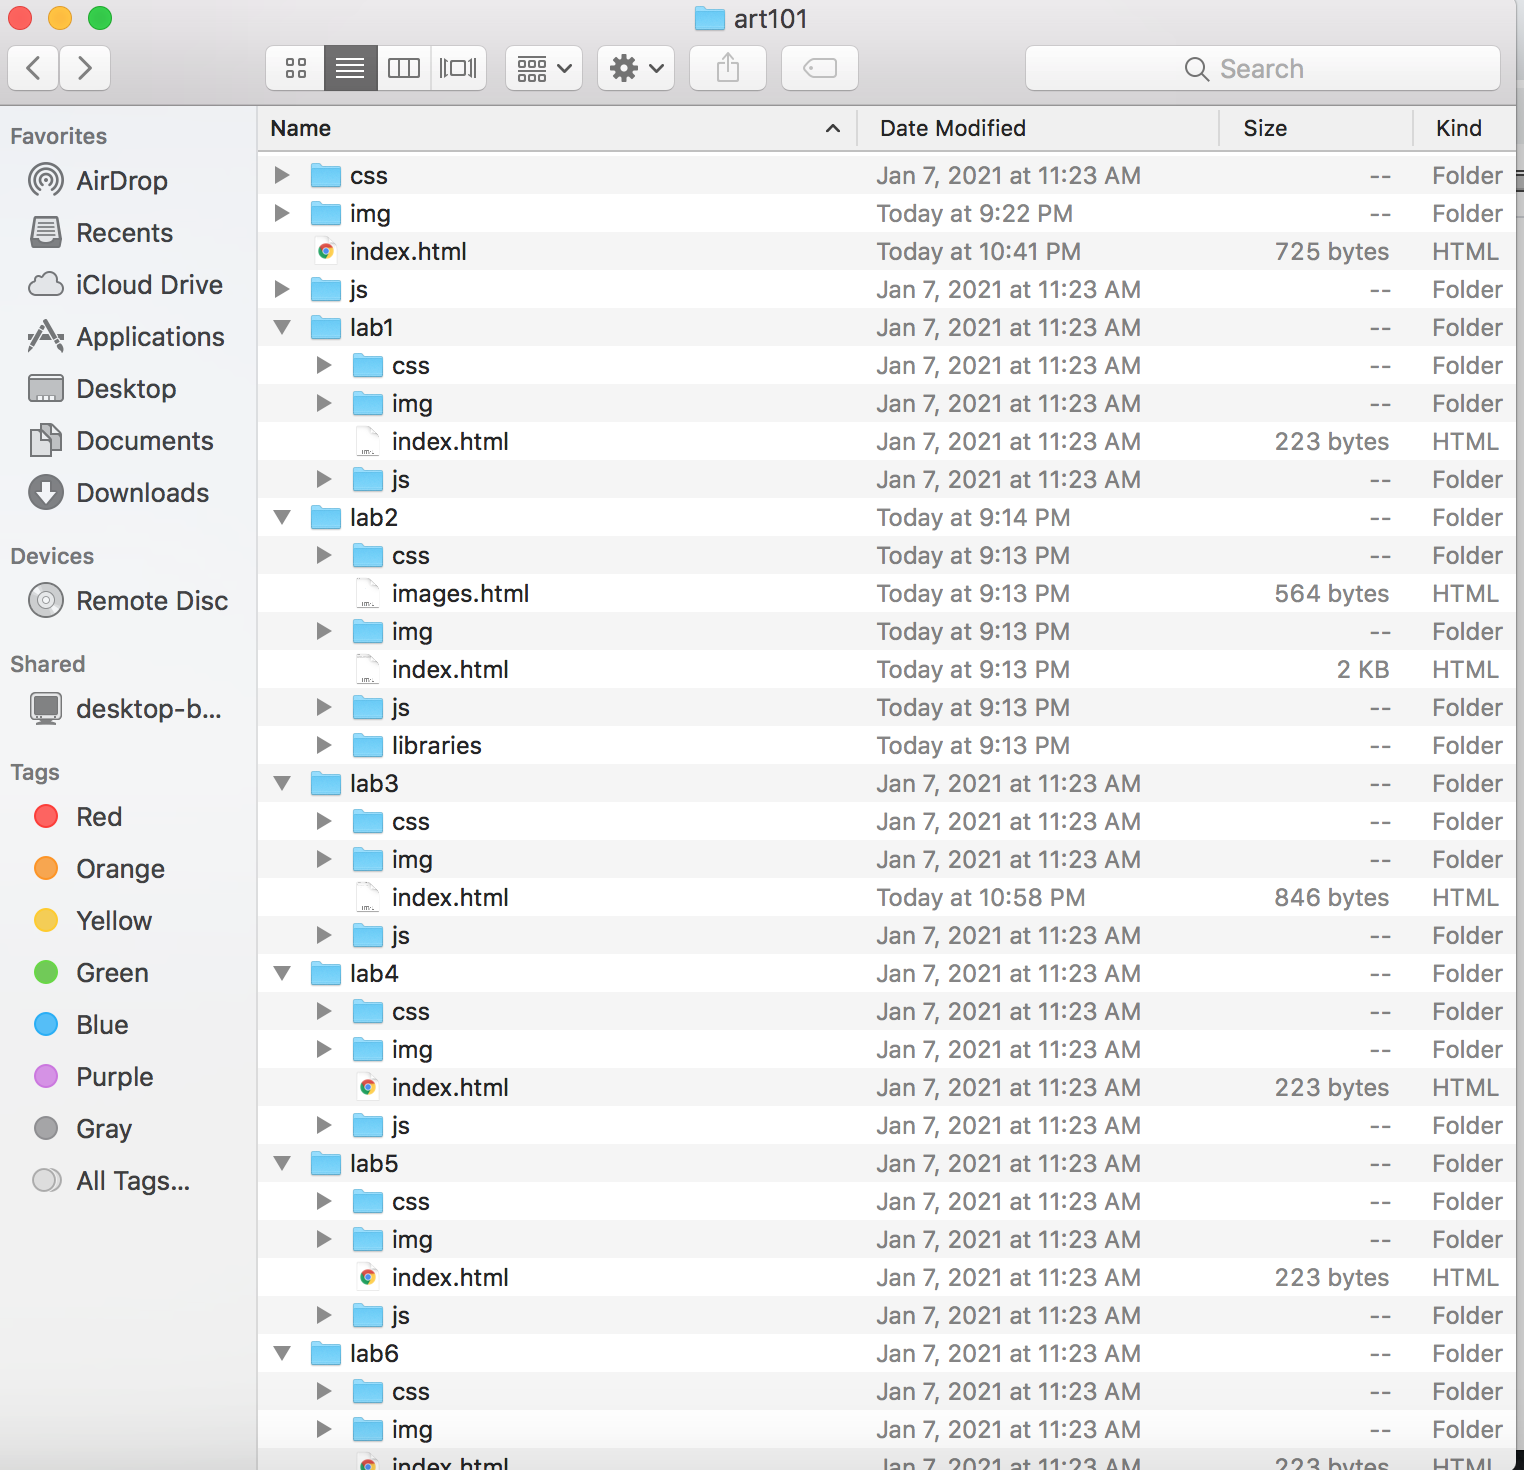 art101
Search
Favorites
AirDrop
Recents
iCloud Drive
Applications
Desktop
Documents
Downloads
Devices
Remote Disc
Shared
desktop-b...
Tags
Red
Orange
Yellow
Green
Blue
Purple
Gray
All Tags...
Name Date Modified Size Kind
css Jan 7, 2021 at 11:23 AM -- Folder
img Today at 9:22 PM -- Folder
index.html Today at 10:41 PM 725 bytes HTML
js Jan 7, 2021 at 11:23 AM -- Folder
lab1 Jan 7, 2021 at 11:23 AM -- Folder
css Jan 7, 2021 at 11:23 AM -- Folder
img Jan 7, 2021 at 11:23 AM -- Folder
index.html Jan 7, 2021 at 11:23 AM 223 bytes HTML
js Jan 7, 2021 at 11:23 AM -- Folder
lab2 Today at 9:14 PM -- Folder
css Today at 9:13 PM -- Folder
images.html Today at 9:13 PM 564 bytes HTML
img Today at 9:13 PM -- Folder
index.html Today at 9:13 PM 2 KB HTML
js Today at 9:13 PM -- Folder
libraries Today at 9:13 PM -- Folder
lab3 Jan 7, 2021 at 11:23 AM -- Folder
css Jan 7, 2021 at 11:23 AM -- Folder
img Jan 7, 2021 at 11:23 AM -- Folder
index.html Today at 10:58 PM 846 bytes HTML
js Jan 7, 2021 at 11:23 AM -- Folder
lab4 Jan 7, 2021 at 11:23 AM -- Folder
css Jan 7, 2021 at 11:23 AM -- Folder
img Jan 7, 2021 at 11:23 AM -- Folder
index.html Jan 7, 2021 at 11:23 AM 223 bytes HTML
js Jan 7, 2021 at 11:23 AM -- Folder
lab5 Jan 7, 2021 at 11:23 AM -- Folder
css Jan 7, 2021 at 11:23 AM -- Folder
img Jan 7, 2021 at 11:23 AM -- Folder
index.html Jan 7, 2021 at 11:23 AM 223 bytes HTML
js Jan 7, 2021 at 11:23 AM -- Folder
lab6 Jan 7, 2021 at 11:23 AM -- Folder
css Jan 7, 2021 at 11:23 AM -- Folder
img Jan 7, 2021 at 11:23 AM -- Folder
index.html Jan 7, 2021 at 11:23 AM 223 bytes HTML